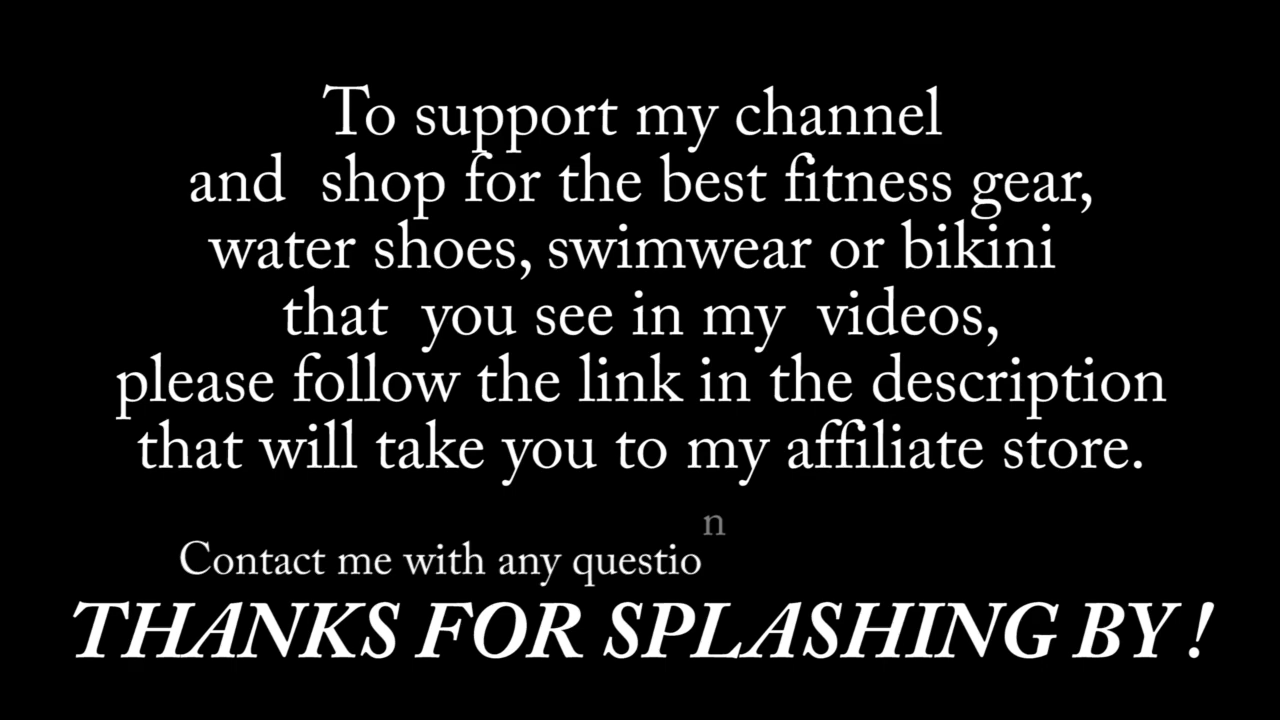 To support my channel
and shop for the best fitness gear,
water shoes, swimwear or bikini
that you see in my videos,
please follow the link in the description
that will take you to my affiliate store.
Contact me with any question
THANKS FOR SPLASHING BY !